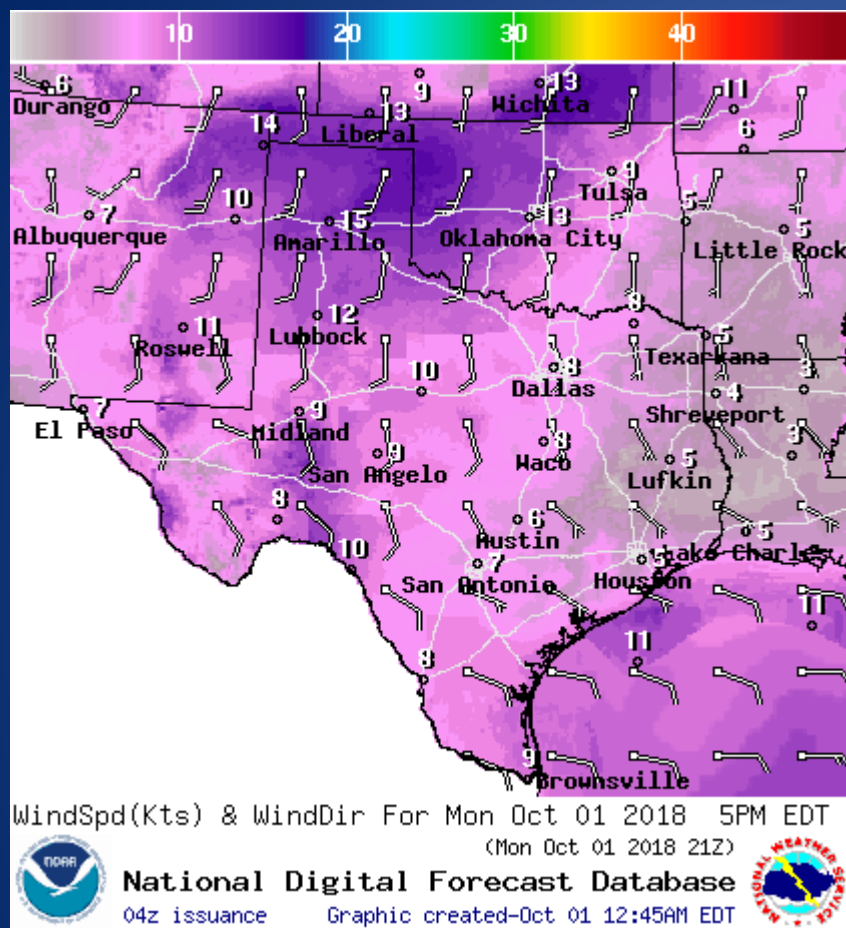 10 20 30 40
6 9 13 11
Durango Wichita
13
Liberal
14 6
9
Tulsa
7 10 15 13 5 5
Albuquerque Amarillo Oklahoma City Little Rock
11 12 8
Roswell Lubbock 5
Texarkana
8
Dallas
10 4 3
7 9 Shreveport
El Paso Midland
9 8 3
San Angelo Waco 5
Lufkin
8 6 5
Austin Lake Charles
10 7 5
San Antonio Houston
11
11
8
9
Brownsville
WindSpd(Kts) & WindDir For Mon Oct 01 2018 5PM EDT
(Mon Oct 01 2018 21Z)
NOAA
National Digital Forecast Database
04z issuance Graphic created-Oct 01 12:45AM EDT
NATIONAL WEATHER SERVICE